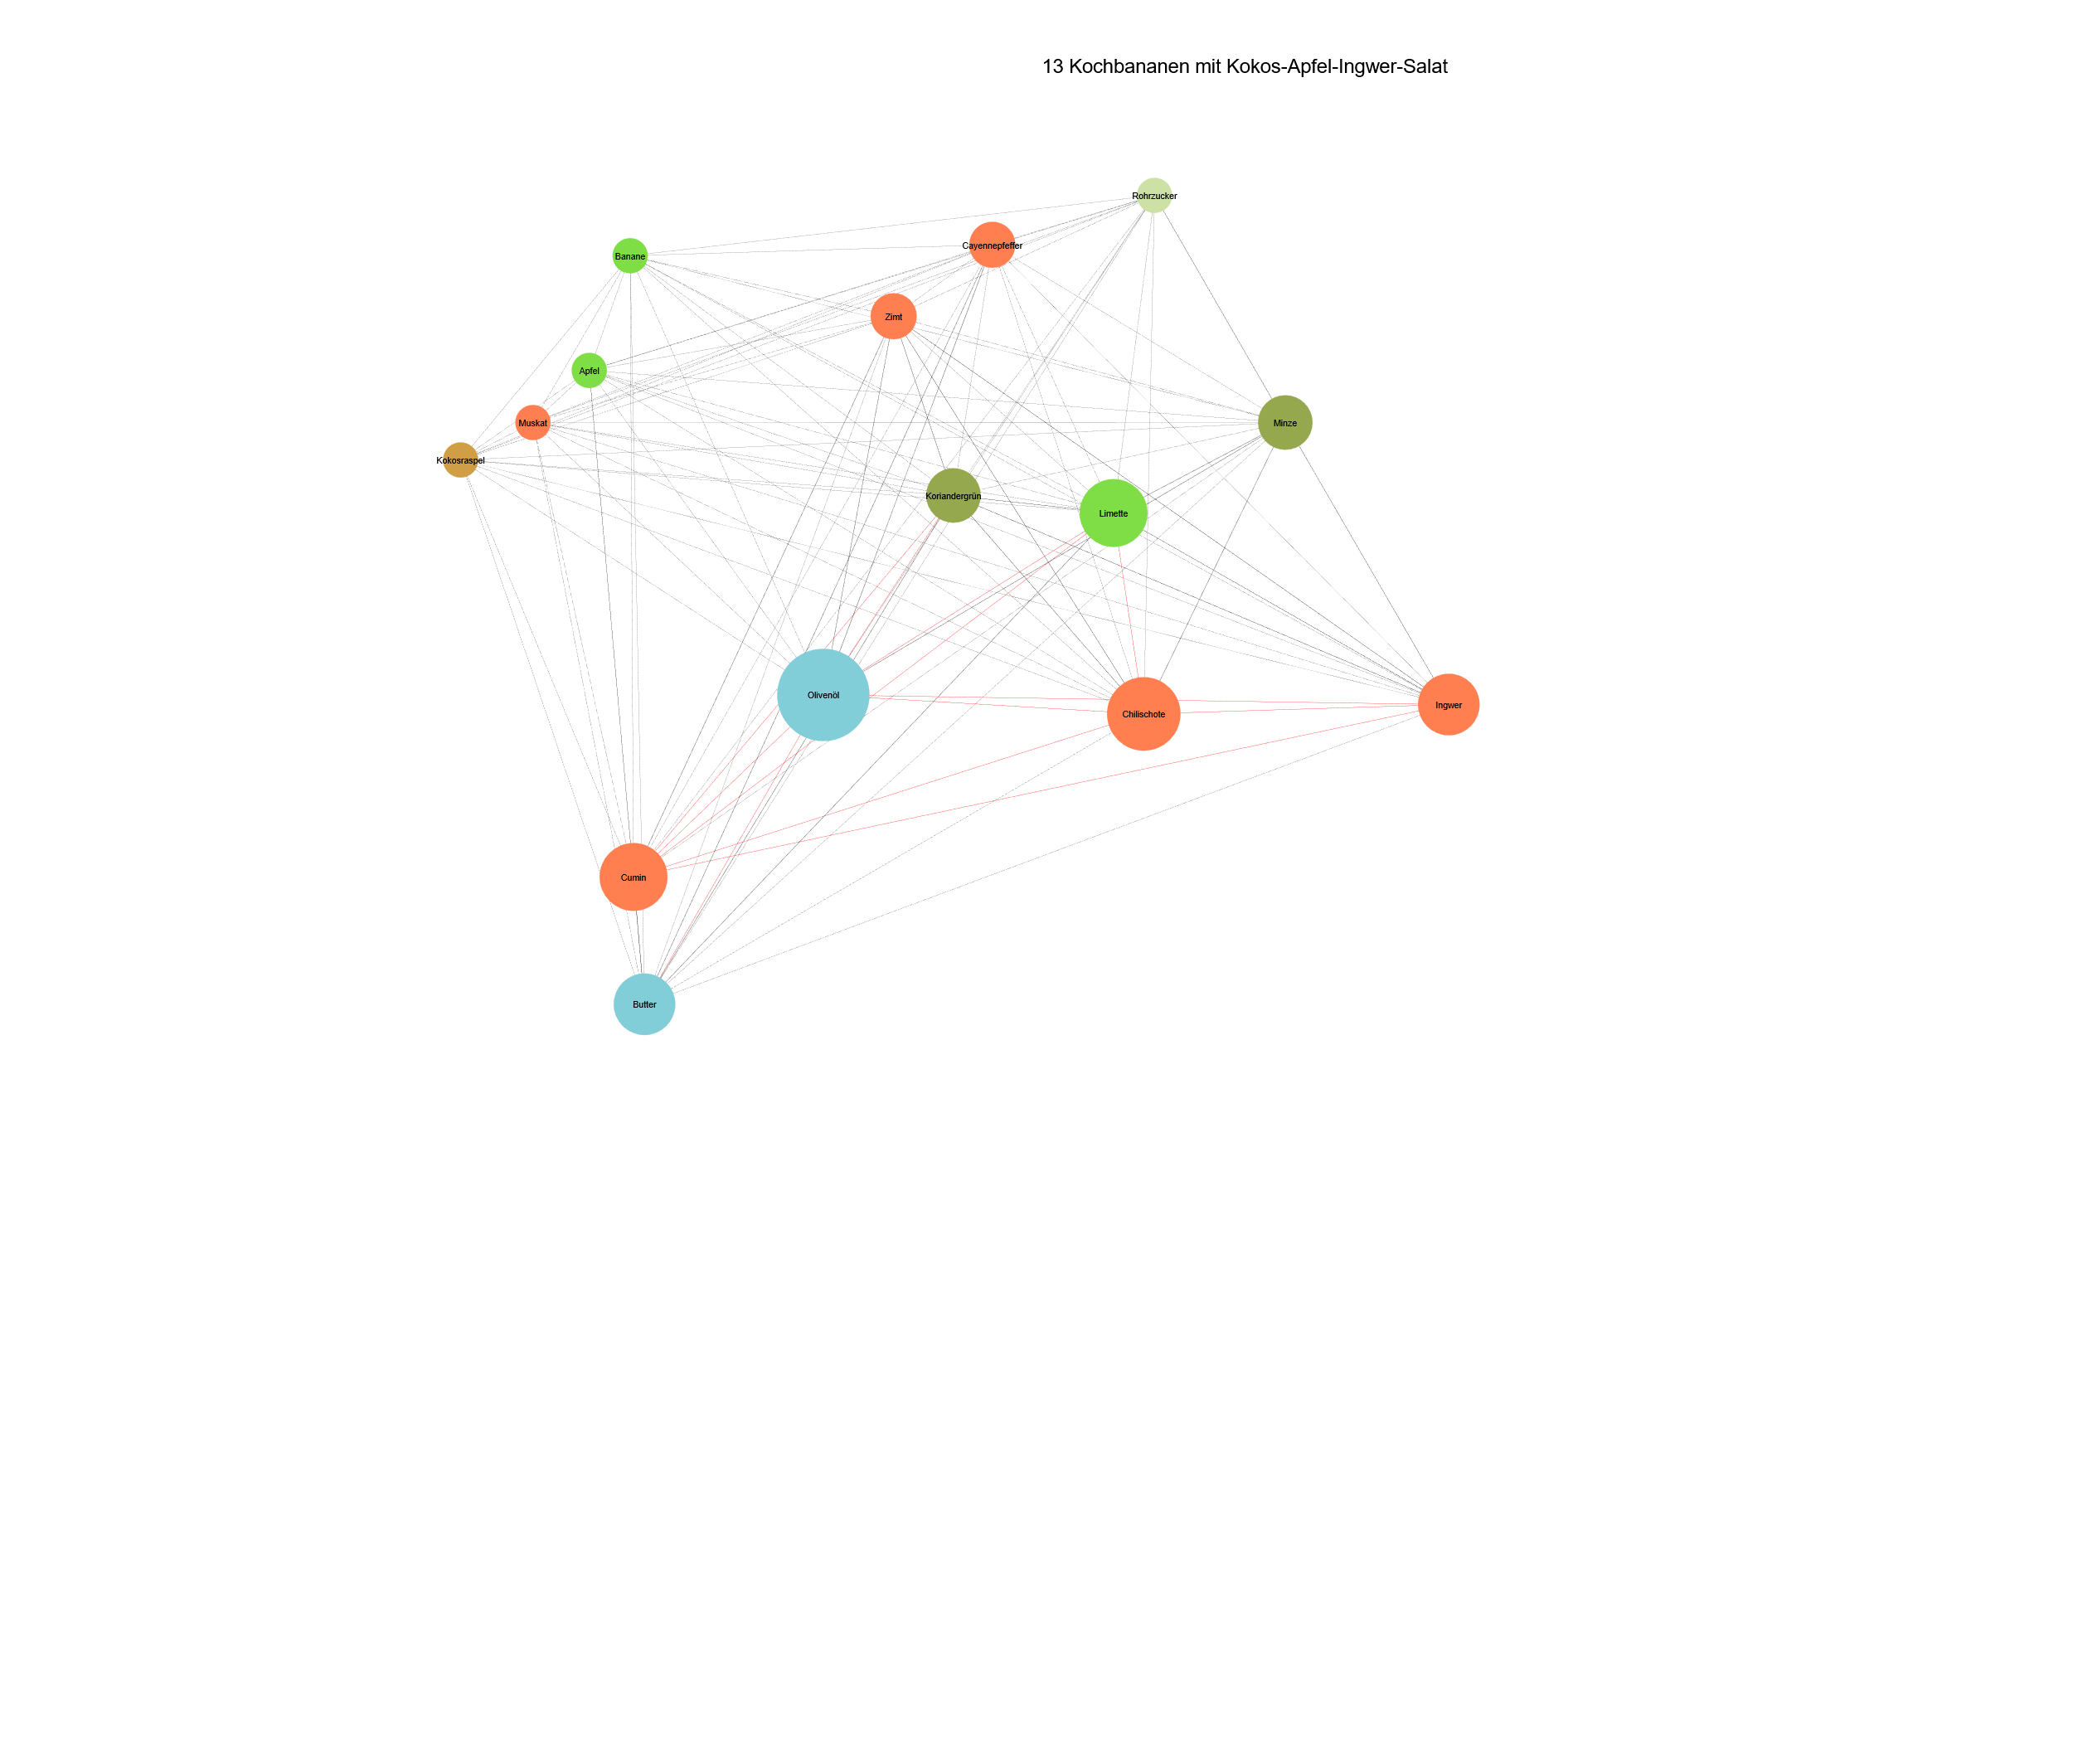 13 Kochbananen mit Kokos-Apfel-Ingwer-Salat
Rohrzucker
Cayennepfeffer
Banane
Zimt
Apfel
Muskat
Minze
Kokosraspel
Koriandergrün
Limette
Olivenöl
Ingwer
Chilischote
Cumin
Butter